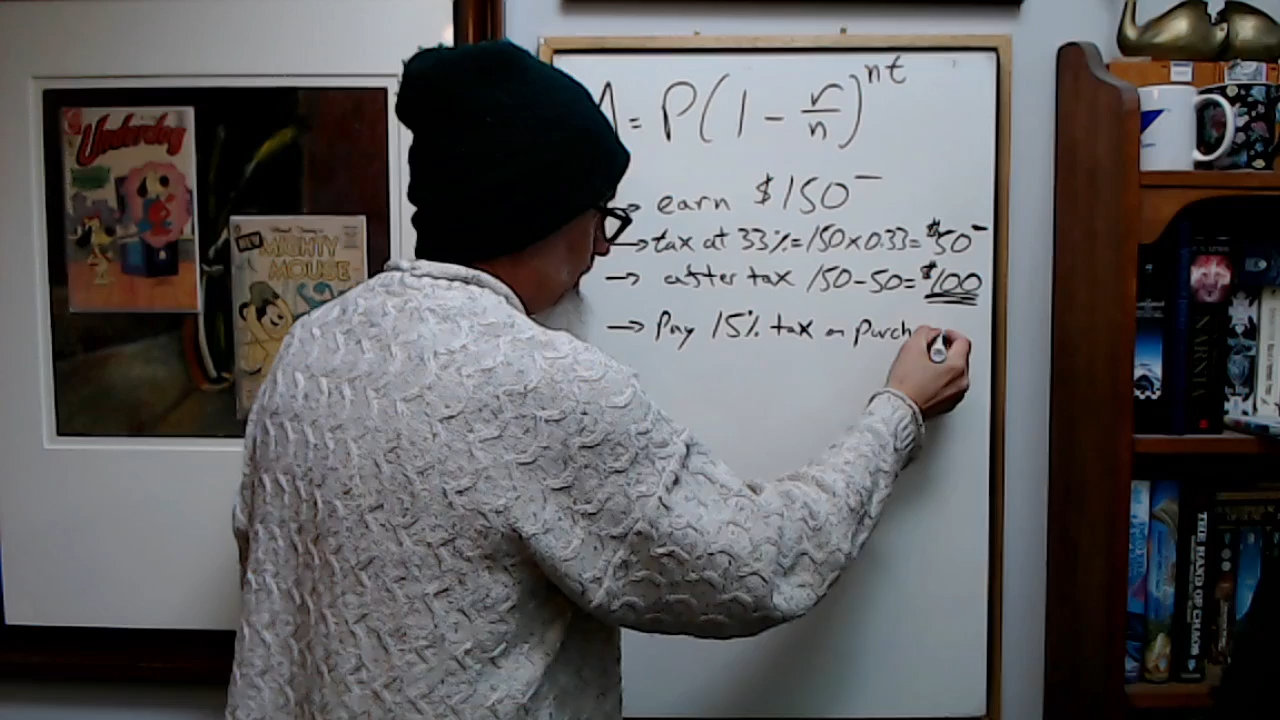 Underdog
NEW
MIGHTY
MOUSE
A = P(1 - r/n)^nt
→ earn $150–
→ tax at 33% = 150 x 0.33 = $50–
→ after tax 150 - 50 = $100
→ Pay 15% tax on purch
NARNIA
THE HAND OF CHAOS